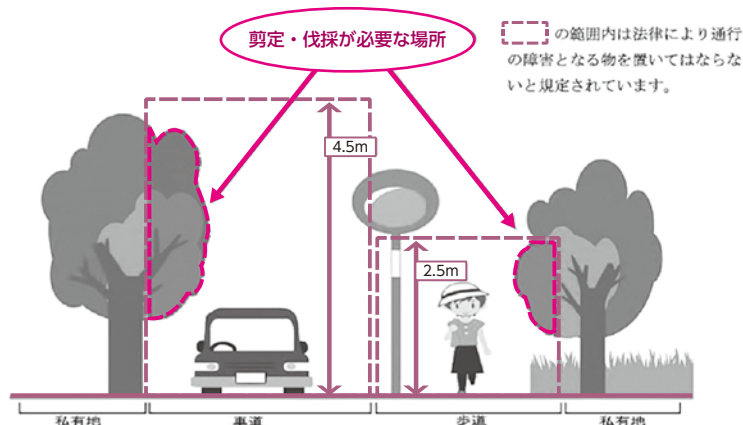 剪定・伐採が必要な場所
の範囲内は法律により通行
の障害となる物を置いてはならな
いと規定されています。
4.5m
2.5m
私有地
車道
歩道
私有地